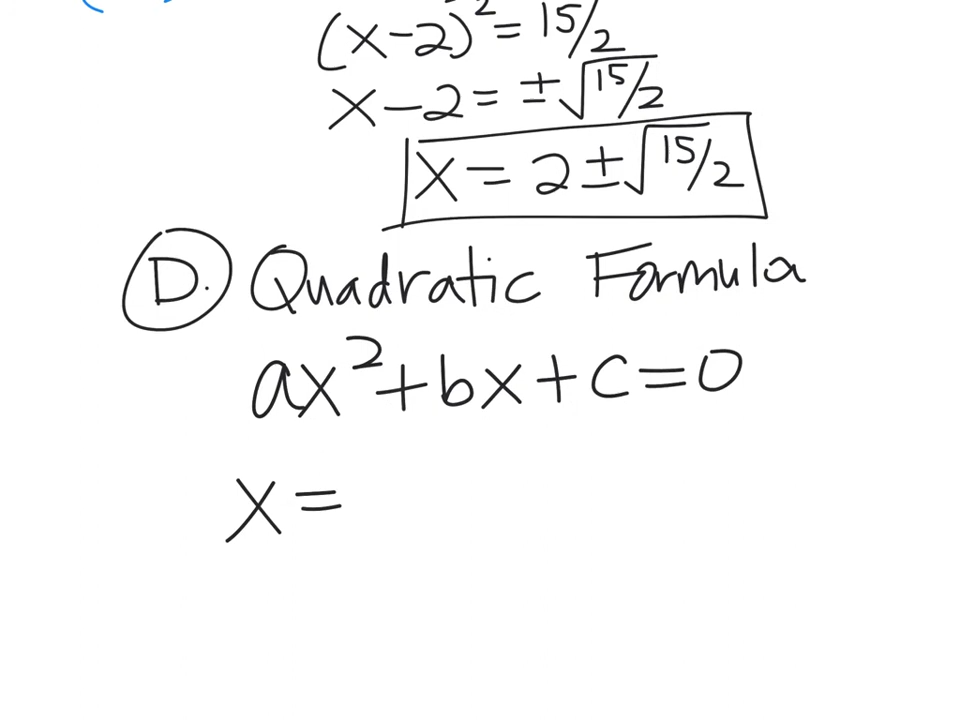 (x-2)² = 15/2
x-2 = ±√15/2
x = 2±√15/2
D. Quadratic Formula
ax²+bx+c=0
x=